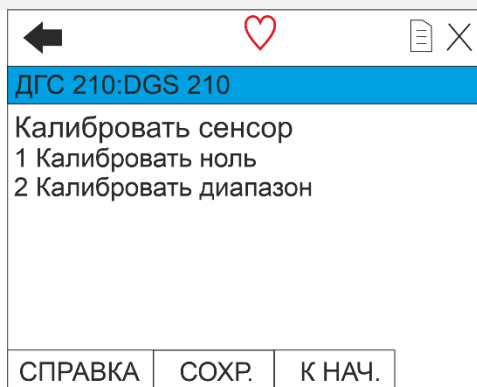 ДГС 210:DGS 210
Калибровать сенсор
1 Калибровать ноль
2 Калибровать диапазон
СПРАВКА СОХР. К НАЧ.